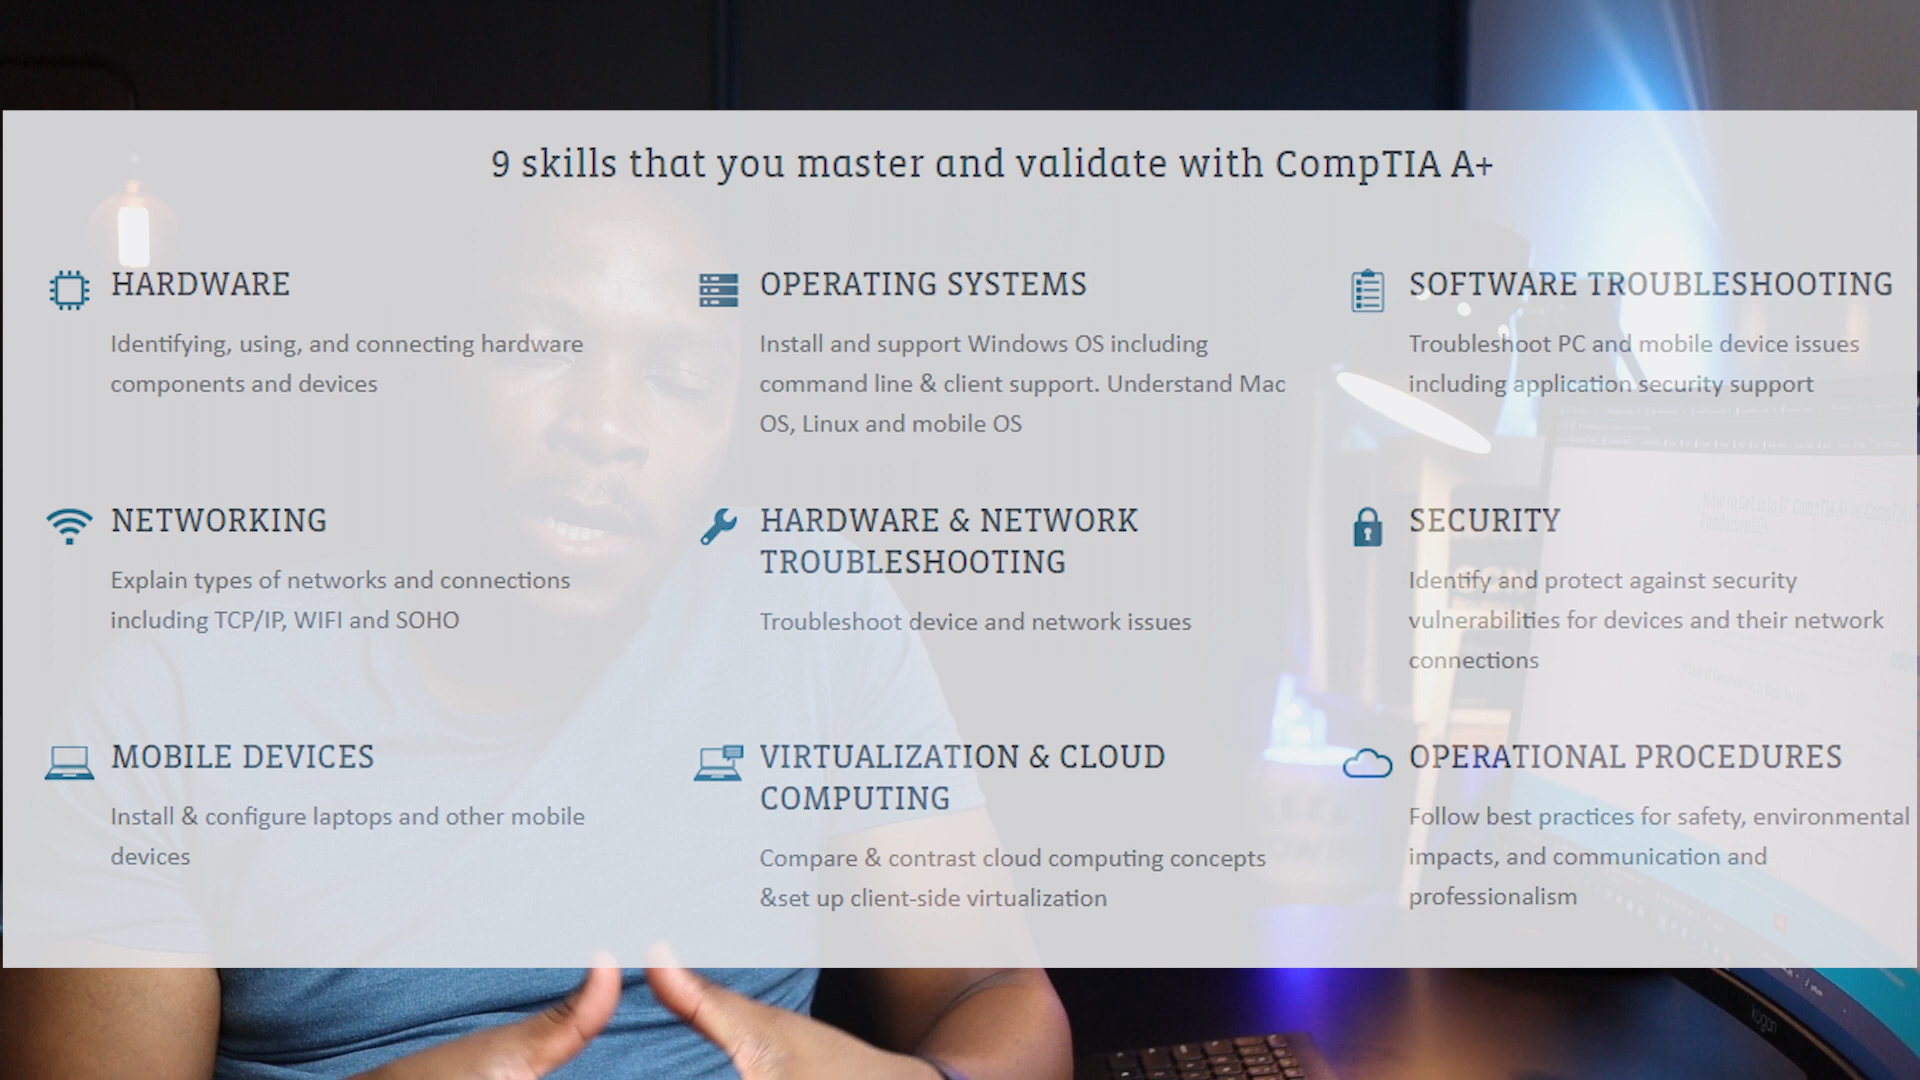 9 skills that you master and validate with CompTIA A+
HARDWARE
Identifying, using, and connecting hardware
components and devices
OPERATING SYSTEMS
Install and support Windows OS including
command line & client support. Understand Mac
OS, Linux and mobile OS
SOFTWARE TROUBLESHOOTING
Troubleshoot PC and mobile device issues
including application security support
NETWORKING
Explain types of networks and connections
including TCP/IP, WIFI and SOHO
HARDWARE & NETWORK
TROUBLESHOOTING
Troubleshoot device and network issues
SECURITY
Identify and protect against security
vulnerabilities for devices and their network
connections
MOBILE DEVICES
Install & configure laptops and other mobile
devices
VIRTUALIZATION & CLOUD
COMPUTING
Compare & contrast cloud computing concepts
&set up client-side virtualization
OPERATIONAL PROCEDURES
Follow best practices for safety, environmental
impacts, and communication and
professionalism
kogan